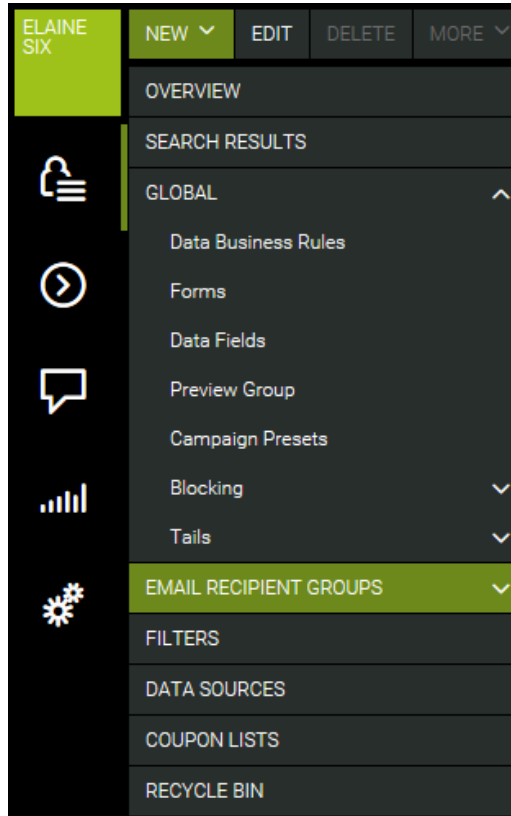 ELAINE
SIX
NEW EDIT DELETE MORE
OVERVIEW
SEARCH RESULTS
GLOBAL
Data Business Rules
Forms
Data Fields
Preview Group
Campaign Presets
Blocking
Tails
EMAIL RECIPIENT GROUPS
FILTERS
DATA SOURCES
COUPON LISTS
RECYCLE BIN